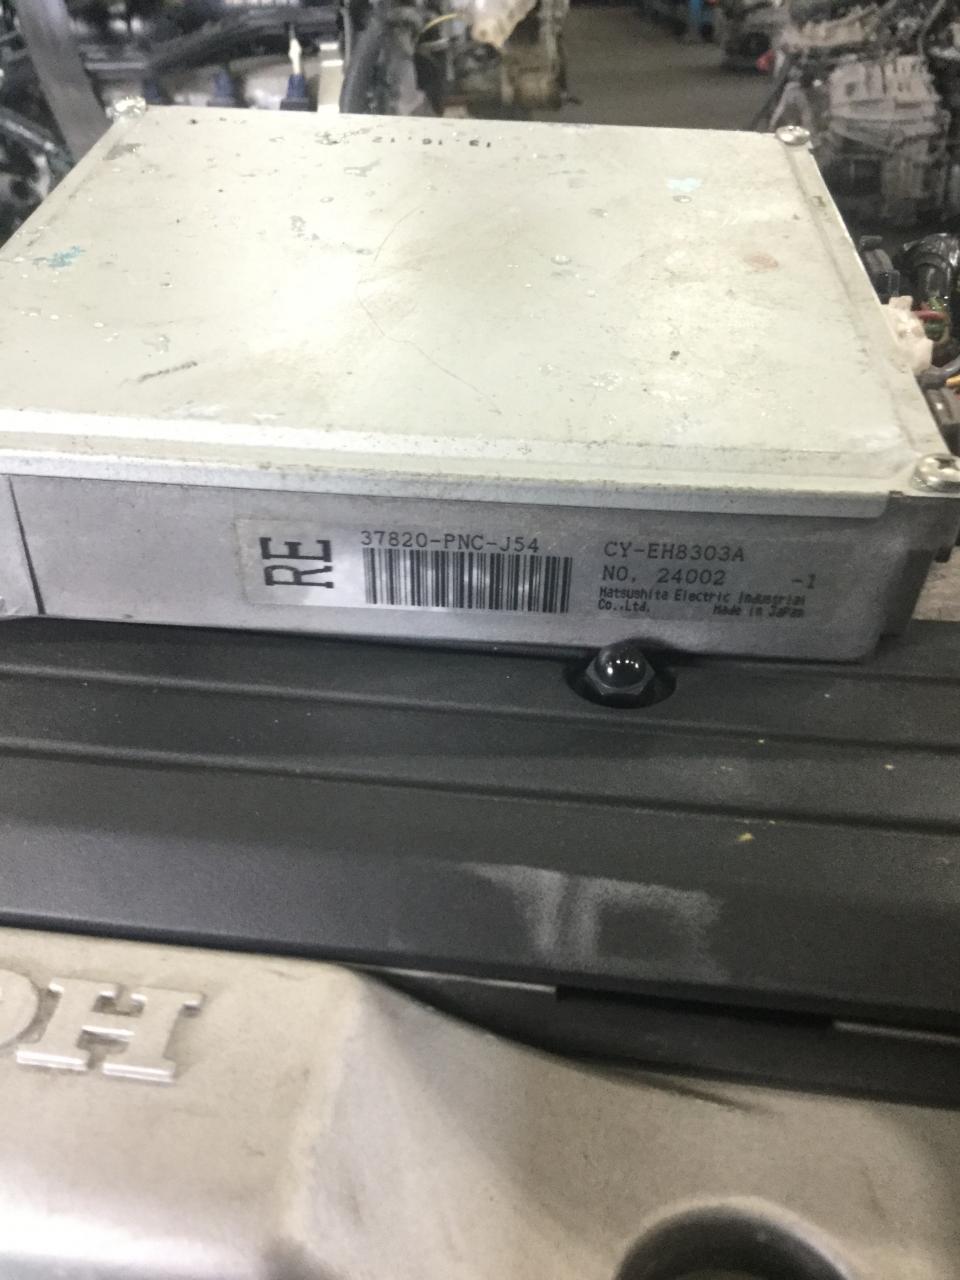 RE
37820-PNC-J54
CY-EH8303A
NO. 24002 -1
Matsushita Electric Industrial
Co.,Ltd. Made in Japan
H